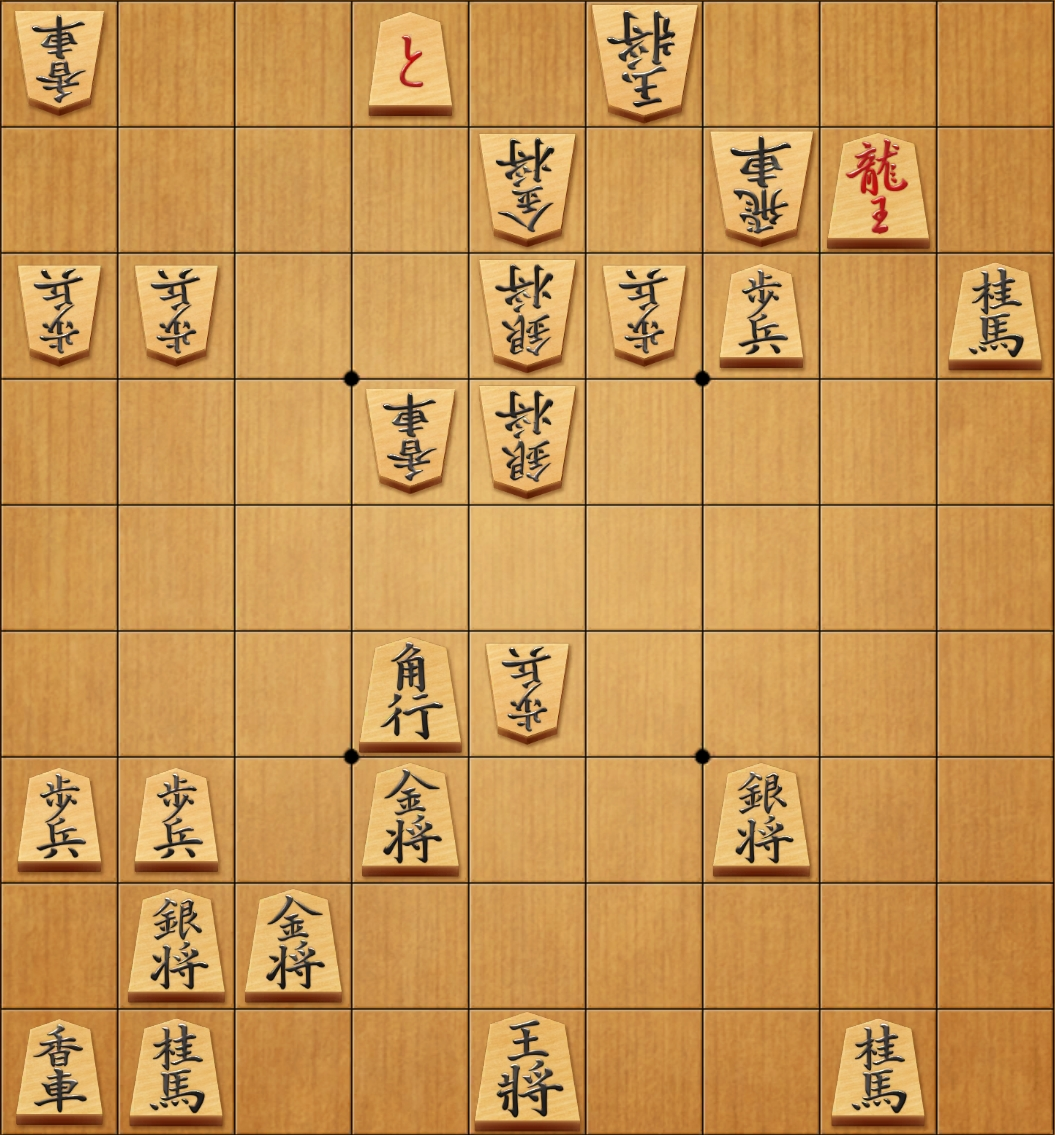 香車 と 玉将
金将 飛車 龍王
歩兵 歩兵 銀将 歩兵 歩兵 桂馬
香車 銀将
角行 歩兵
歩兵 歩兵 金将 銀将
銀将 金将
香車 桂馬 王将 桂馬